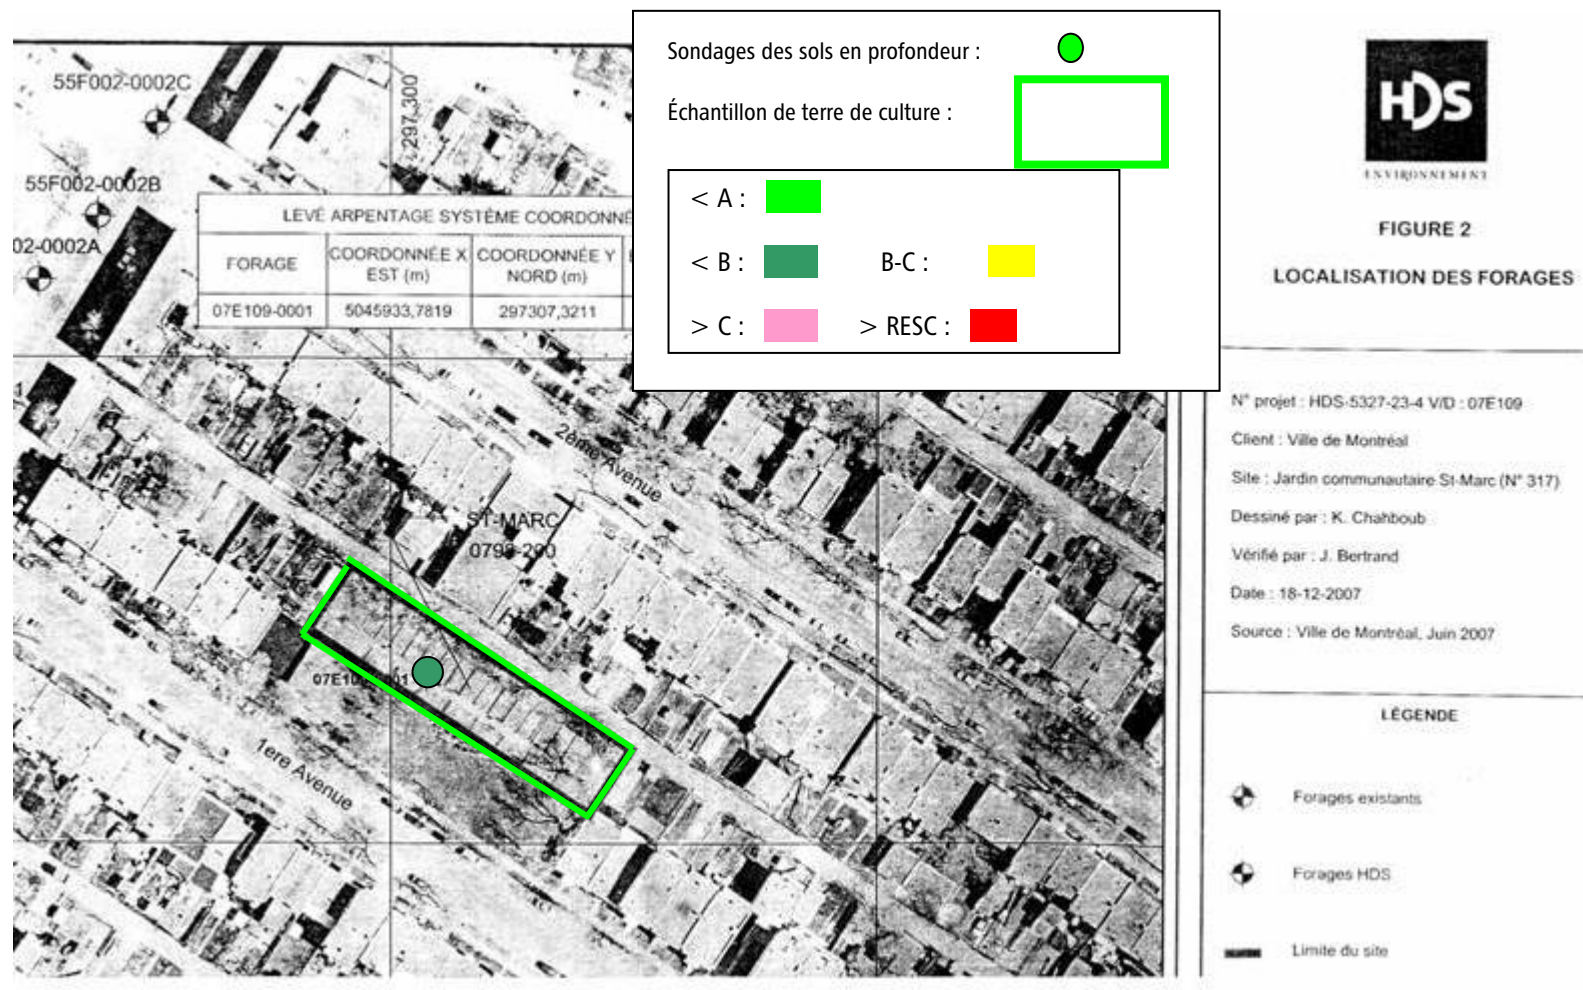 Sondages des sols en profondeur :
Échantillon de terre de culture :
< A :
< B :
B-C :
> C :
> RESC :
HDS
ENVIRONNEMENT
FIGURE 2
LOCALISATION DES FORAGES
N° projet : HDS-5327-23-4 V/D : 07E109
Client : Ville de Montréal
Site : Jardin communautaire St-Marc (N° 317)
Dessiné par : K. Chahboub
Vérifié par : J. Bertrand
Date : 18-12-2007
Source : Ville de Montréal, Juin 2007
LÉGENDE
Forages existants
Forages HDS
Limite du site
55F002-0002C
297,300
55F002-0002B
02-0002A
LEVÉ ARPENTAGE SYSTÈME COORDONNÉ
FORAGE
COORDONNÉE X
EST (m)
COORDONNÉE Y
NORD (m)
07E109-0001
5045933,7819
297307,3211
2ème Avenue
ST-MARC
0798-200
1ere Avenue